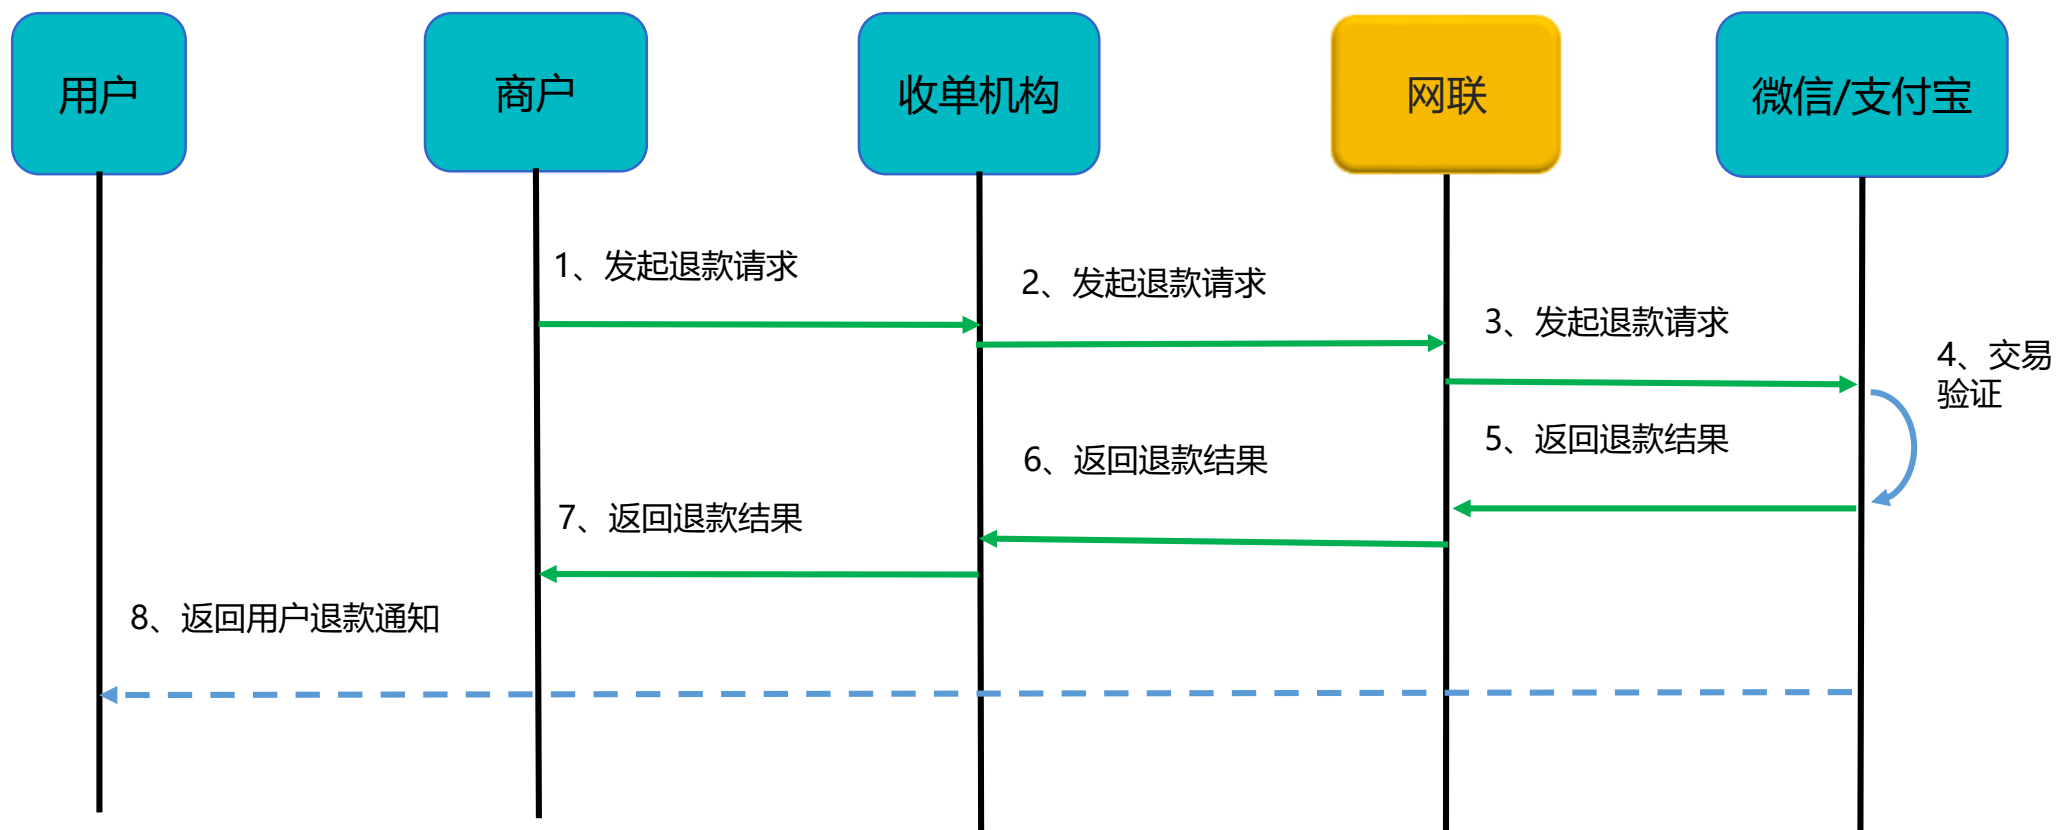 用户
商户
收单机构
网联
微信/支付宝
1、发起退款请求
2、发起退款请求
3、发起退款请求
4、交易
验证
5、返回退款结果
6、返回退款结果
7、返回退款结果
8、返回用户退款通知